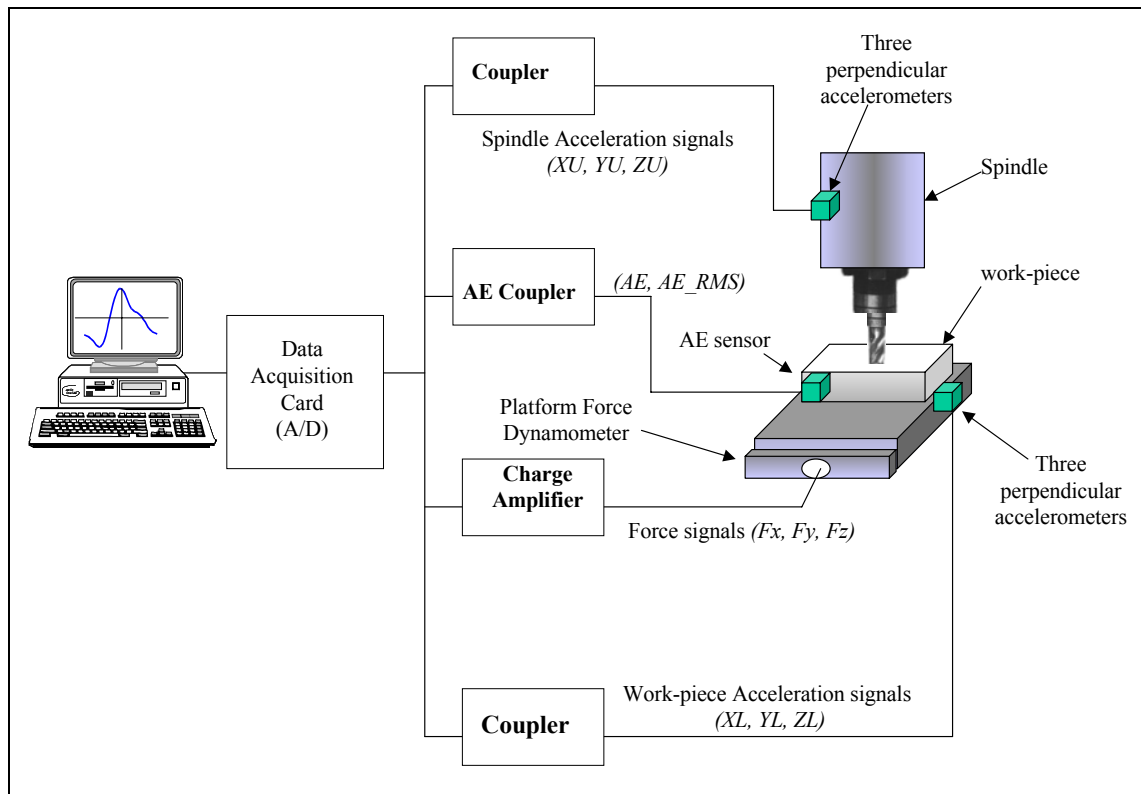 Three
perpendicular
accelerometers
Coupler
Spindle Acceleration signals
(XU, YU, ZU)
Spindle
AE Coupler
(AE, AE_RMS)
work-piece
AE sensor
Data
Acquisition
Card
(A/D)
Platform Force
Dynamometer
Charge
Amplifier
Force signals (Fx, Fy, Fz)
Three
perpendicular
accelerometers
Work-piece Acceleration signals
(XL, YL, ZL)
Coupler